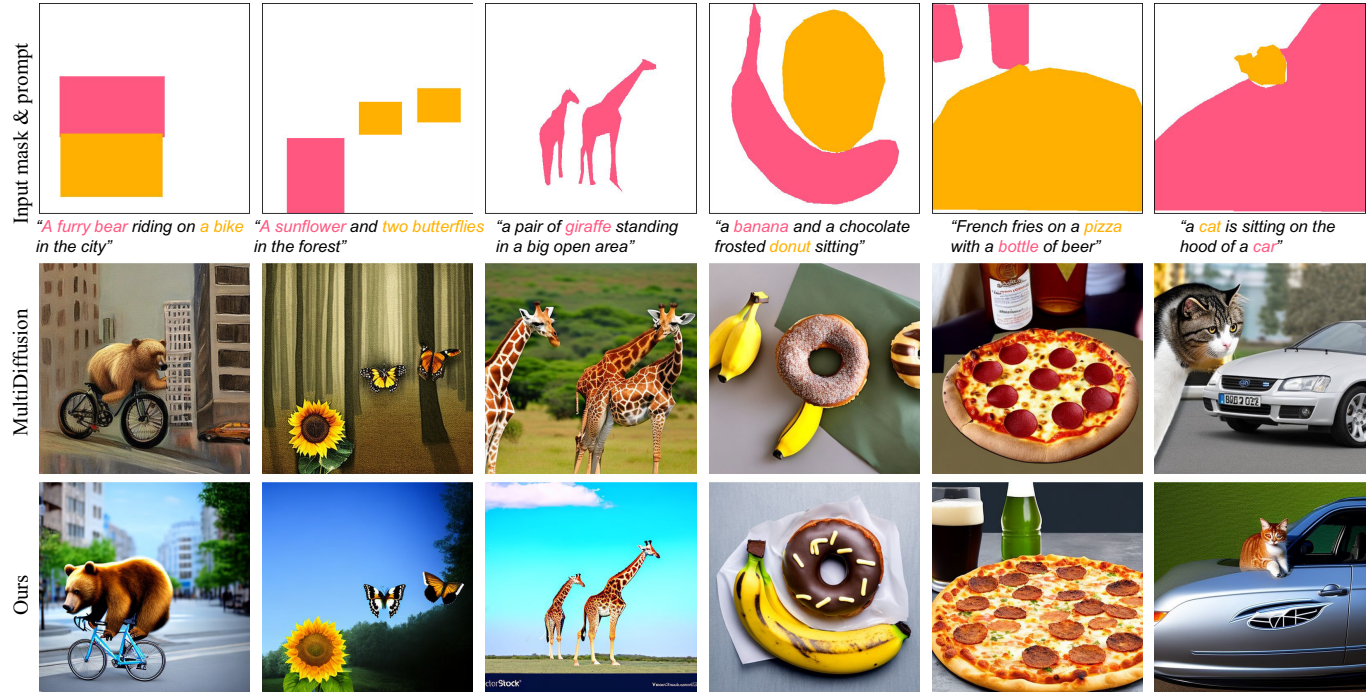 Input mask & prompt
“A furry bear riding on a bike
in the city”
“A sunflower and two butterflies
in the forest”
“a pair of giraffe standing
in a big open area”
“a banana and a chocolate
frosted donut sitting”
“French fries on a pizza
with a bottle of beer”
“a cat is sitting on the
hood of a car”
MultiDiffusion
Ours
ctorStock®